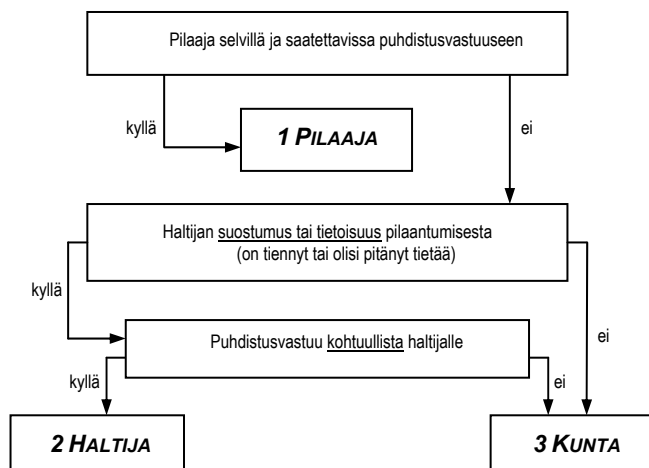 Pilaaja selvillä ja saatettavissa puhdistusvastuuseen
kyllä
ei
1 PILAAJA
Haltijan suostumus tai tietoisuus pilaantumisesta
(on tiennyt tai olisi pitänyt tietää)
kyllä
ei
Puhdistusvastuu kohtuullista haltijalle
kyllä
ei
2 HALTIJA
3 KUNTA